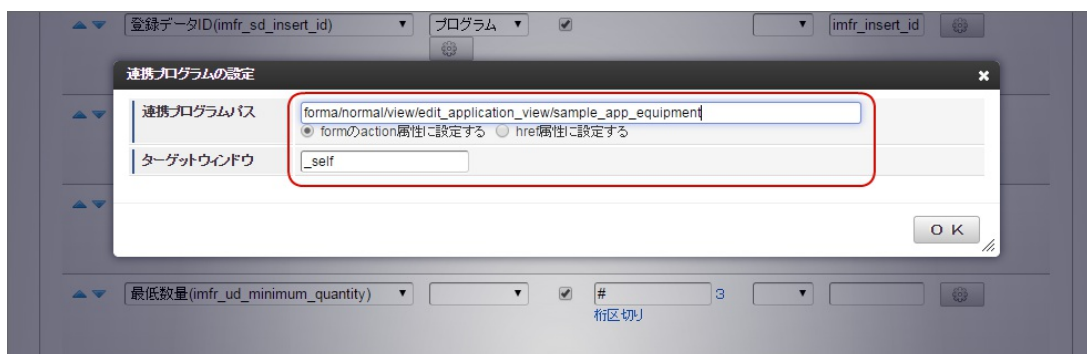 登録データID(imfr_sd_insert_id) プログラム imfr_insert_id
連携プログラムの設定
連携プログラムパス forma/normal/view/edit_application_view/sample_app_equipment
formのaction属性に設定する href属性に設定する
ターゲットウィンドウ _self
O K
最低数量(imfr_ud_minimum_quantity) # 3
桁区切り